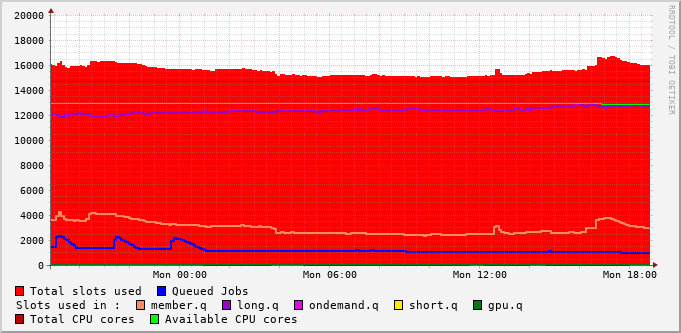 20000
18000
16000
14000
12000
10000
8000
6000
4000
2000
0
Mon 00:00 Mon 06:00 Mon 12:00 Mon 18:00
RRDTOOL / TOBI OETIKER
Total slots used Queued Jobs
Slots used in : member.q long.q ondemand.q short.q gpu.q
Total CPU cores Available CPU cores